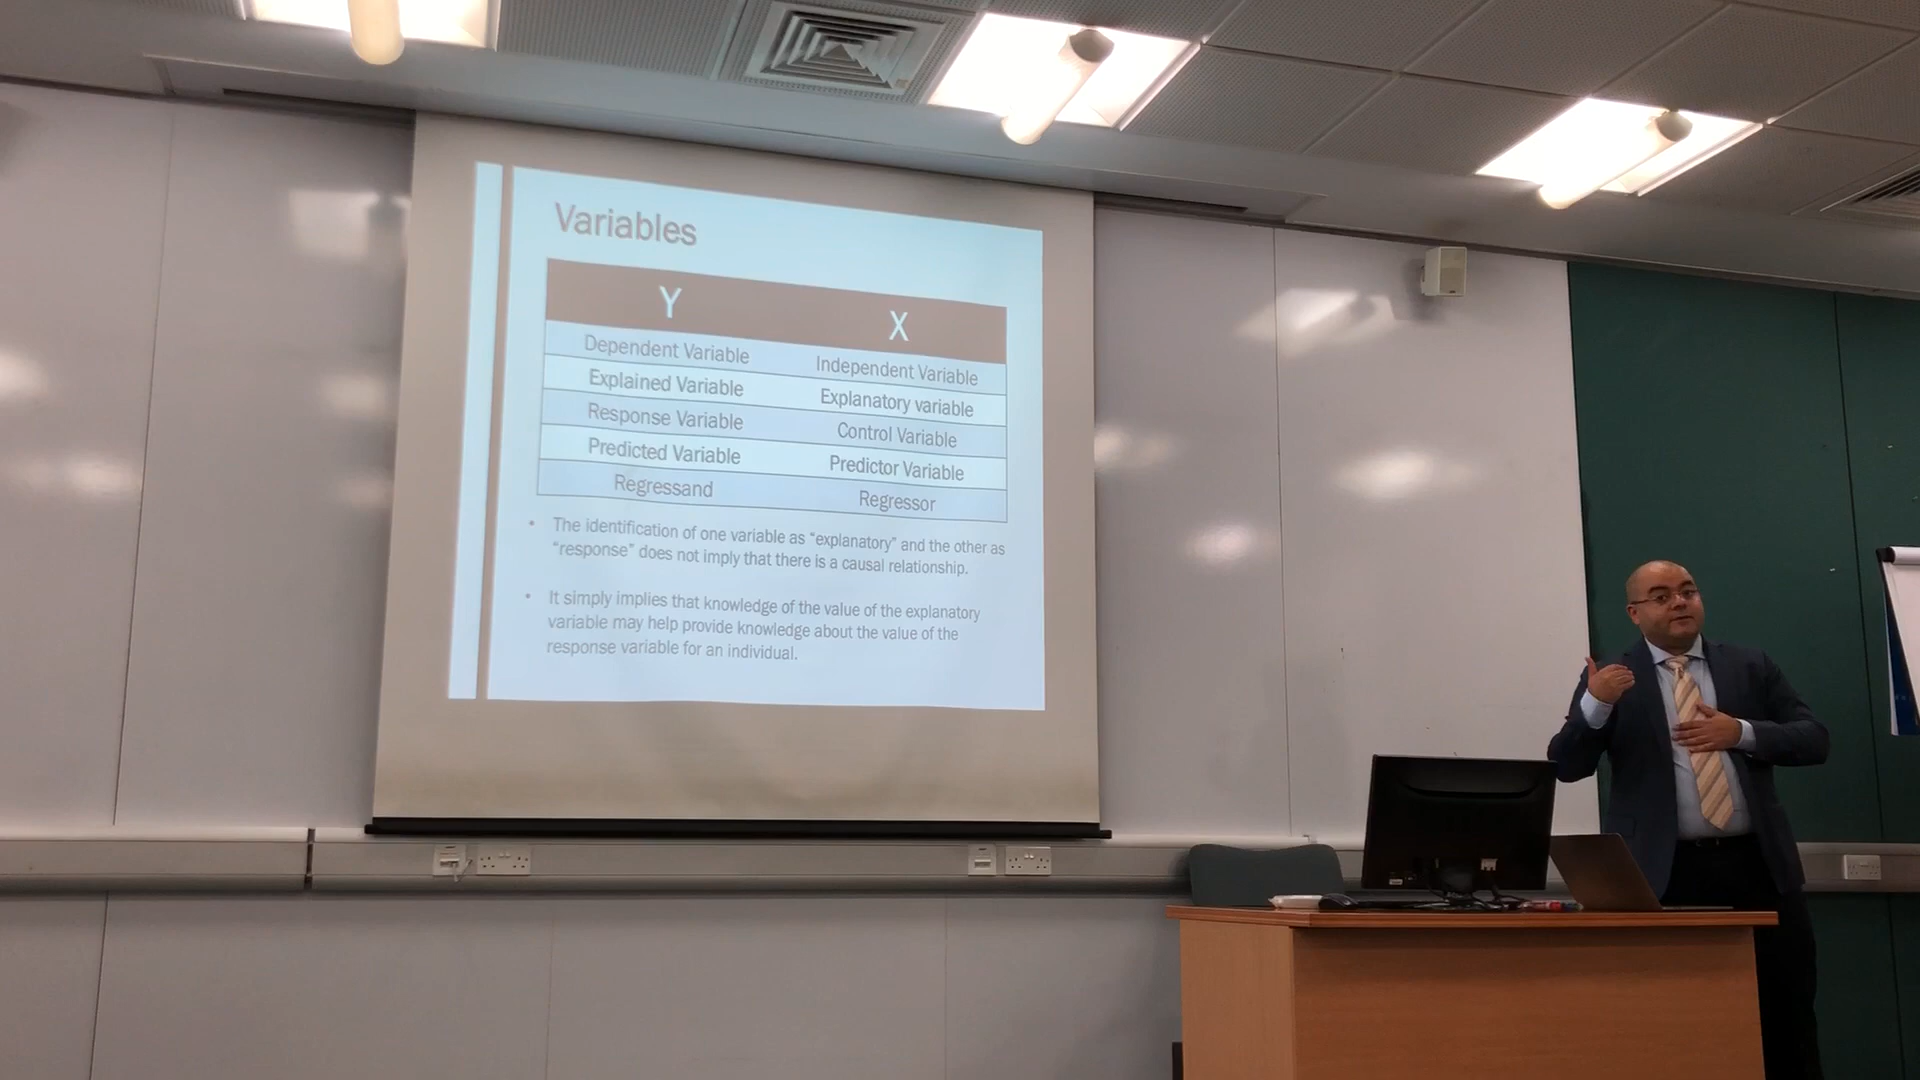 Variables
Y X
Dependent Variable Independent Variable
Explained Variable Explanatory variable
Response Variable Control Variable
Predicted Variable Predictor Variable
Regressand Regressor
• The identification of one variable as “explanatory” and the other as
“response” does not imply that there is a causal relationship.
• It simply implies that knowledge of the value of the explanatory
variable may help provide knowledge about the value of the
response variable for an individual.